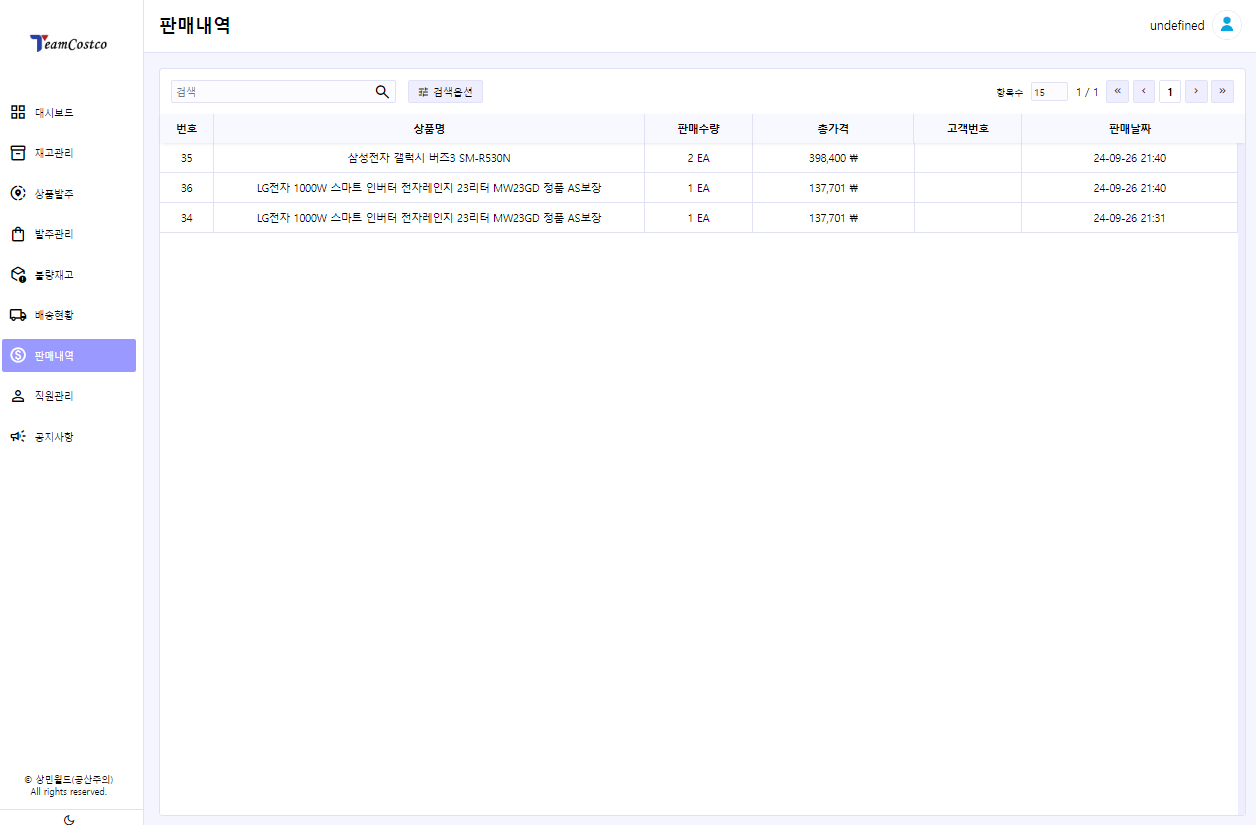 TeamCostco
판매내역
undefined
대시보드
재고관리
상품발주
발주관리
불량재고
배송현황
판매내역
직원관리
공지사항
© 상민월드(공산주의)
All rights reserved.
검색
검색옵션
항목수 15 1 / 1 « ‹ 1 › »
번호 상품명 판매수량 총가격 고객번호 판매날짜
35 삼성전자 갤럭시 버즈3 SM-R530N 2 EA 398,400 ₩ 24-09-26 21:40
36 LG전자 1000W 스마트 인버터 전자레인지 23리터 MW23GD 정품 AS보장 1 EA 137,701 ₩ 24-09-26 21:40
34 LG전자 1000W 스마트 인버터 전자레인지 23리터 MW23GD 정품 AS보장 1 EA 137,701 ₩ 24-09-26 21:31